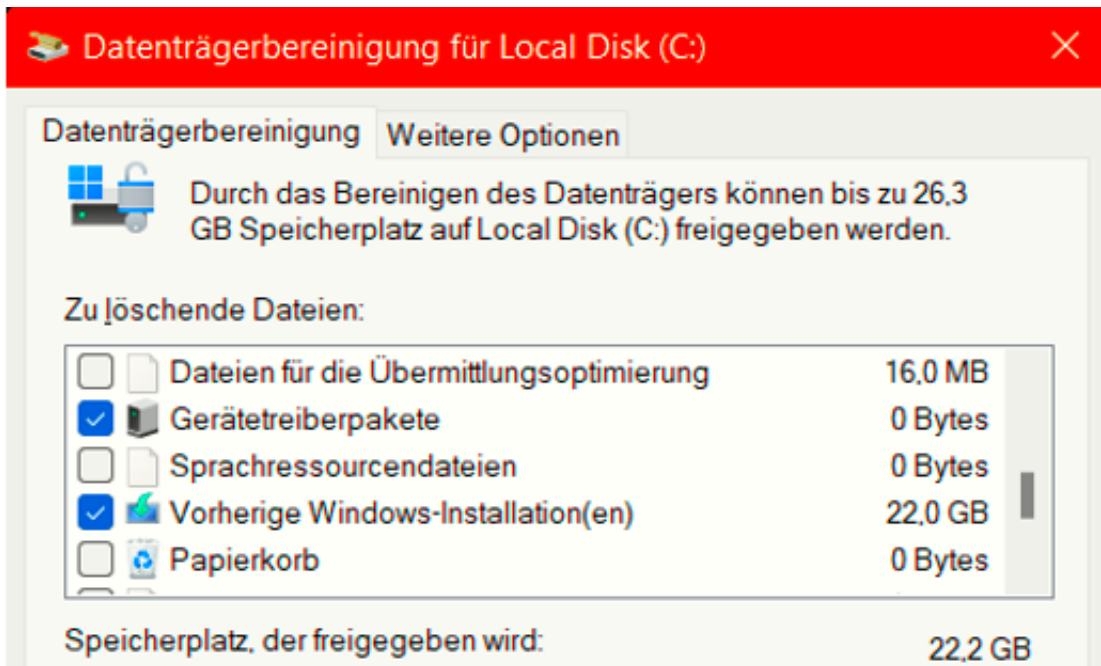 Datenträgerbereinigung für Local Disk (C:)
Datenträgerbereinigung
Weitere Optionen
Durch das Bereinigen des Datenträgers können bis zu 26,3
GB Speicherplatz auf Local Disk (C:) freigegeben werden.
Zu löschende Dateien:
Dateien für die Übermittlungsoptimierung 16,0 MB
Gerätetreiberpakete 0 Bytes
Sprachressourcendateien 0 Bytes
Vorherige Windows-Installation(en) 22,0 GB
Papierkorb 0 Bytes
Speicherplatz, der freigegeben wird: 22,2 GB